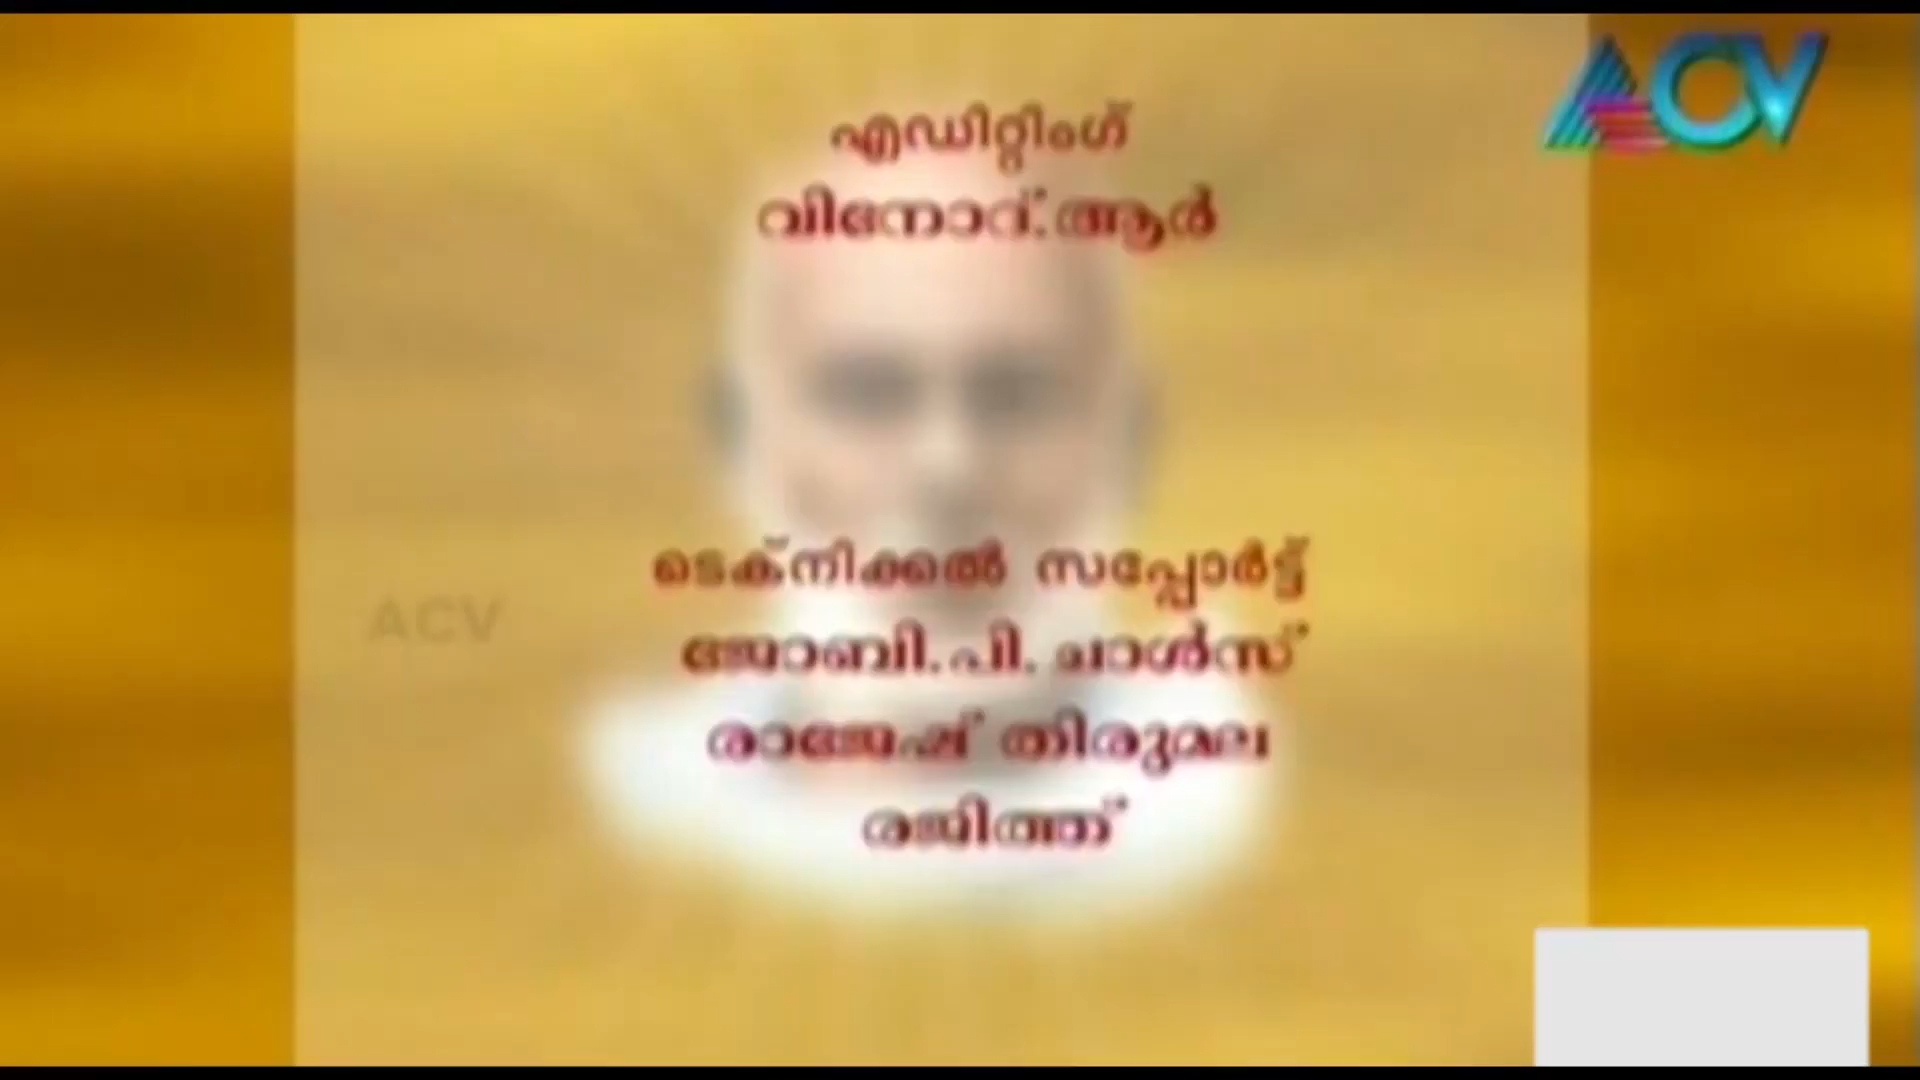 ACV
എഡിറ്റിംഗ്
വിനോദ്.ആർ
ടെക്നിക്കൽ സപ്പോർട്ട്
ജോബി.പി. ചാൾസ്
രാജേഷ് തിരുമല
രജിത്ത്
ACV